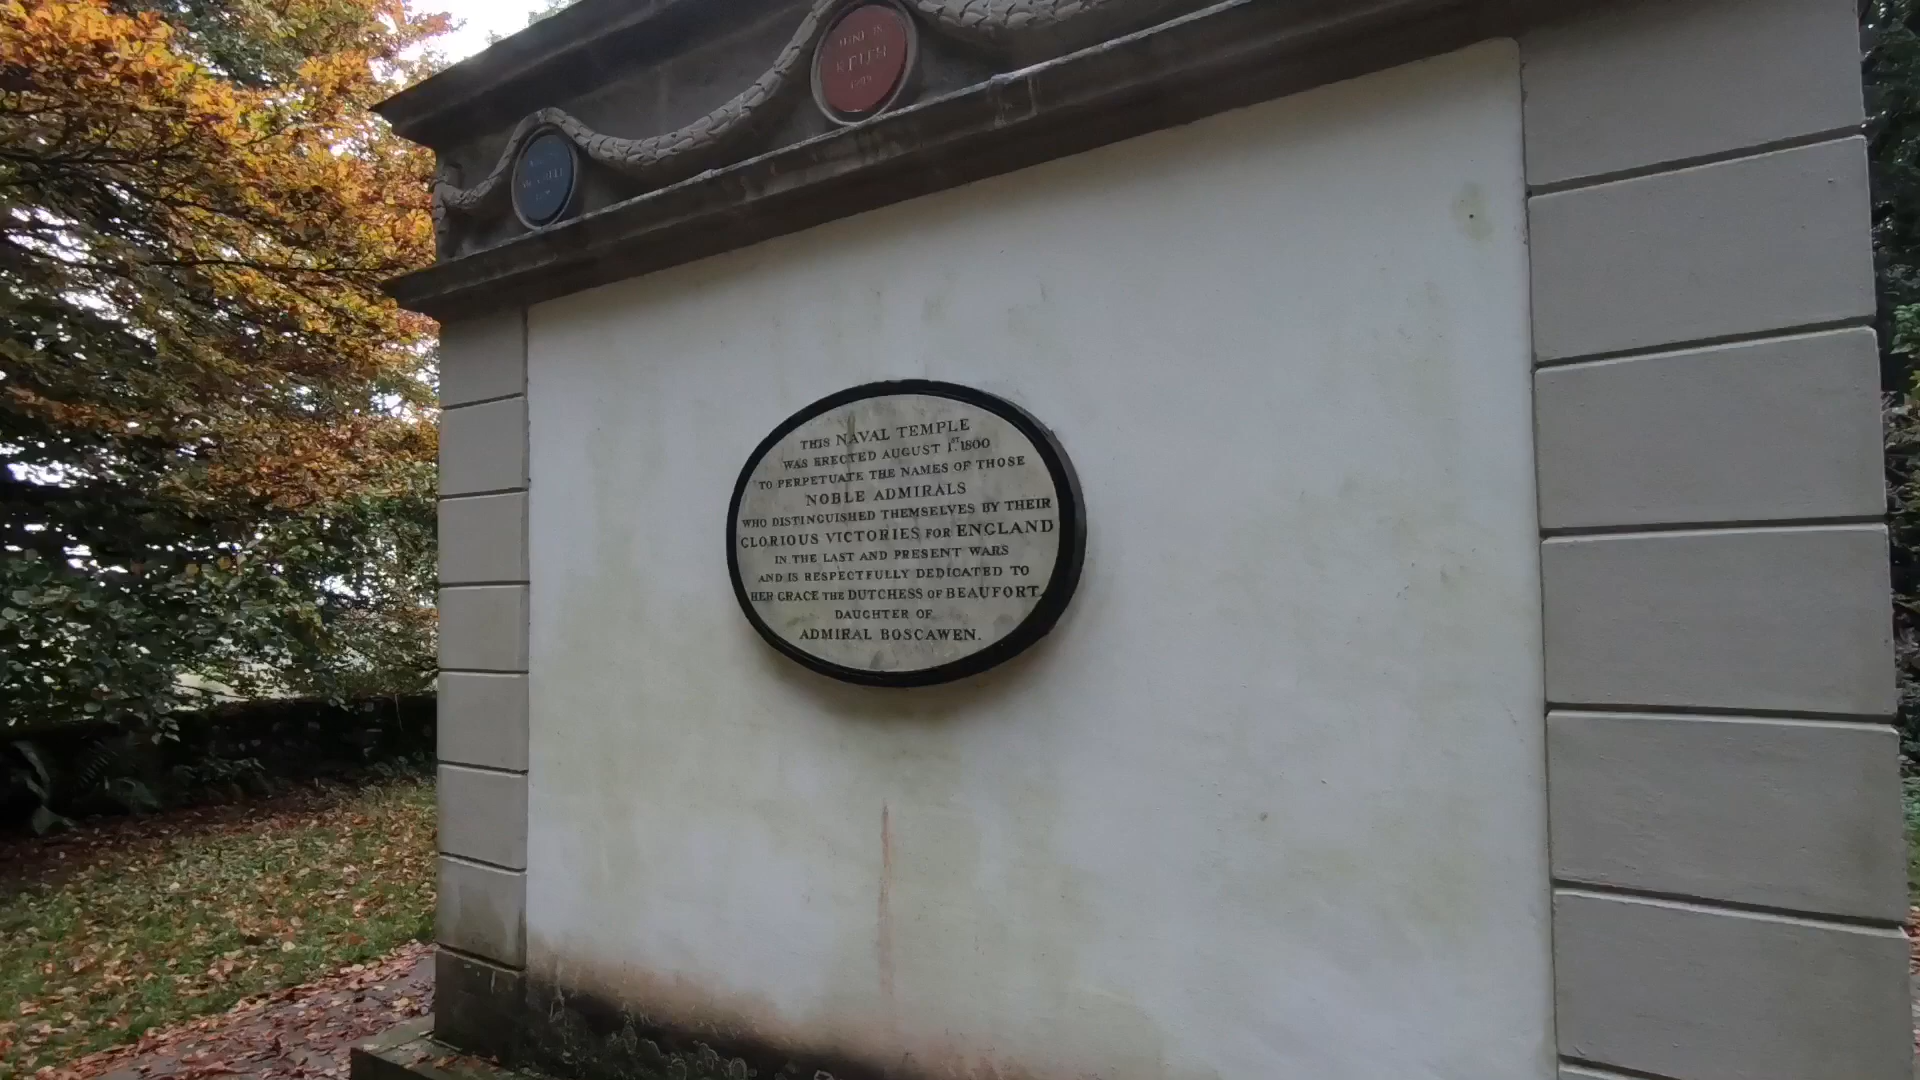 KEITH
THIS NAVAL TEMPLE
WAS ERECTED AUGUST 1ST. 1800
TO PERPETUATE THE NAMES OF THOSE
NOBLE ADMIRALS
WHO DISTINGUISHED THEMSELVES BY THEIR
GLORIOUS VICTORIES FOR ENGLAND
IN THE LAST AND PRESENT WARS
AND IS RESPECTFULLY DEDICATED TO
HER GRACE THE DUTCHESS OF BEAUFORT.
DAUGHTER OF
ADMIRAL BOSCAWEN.